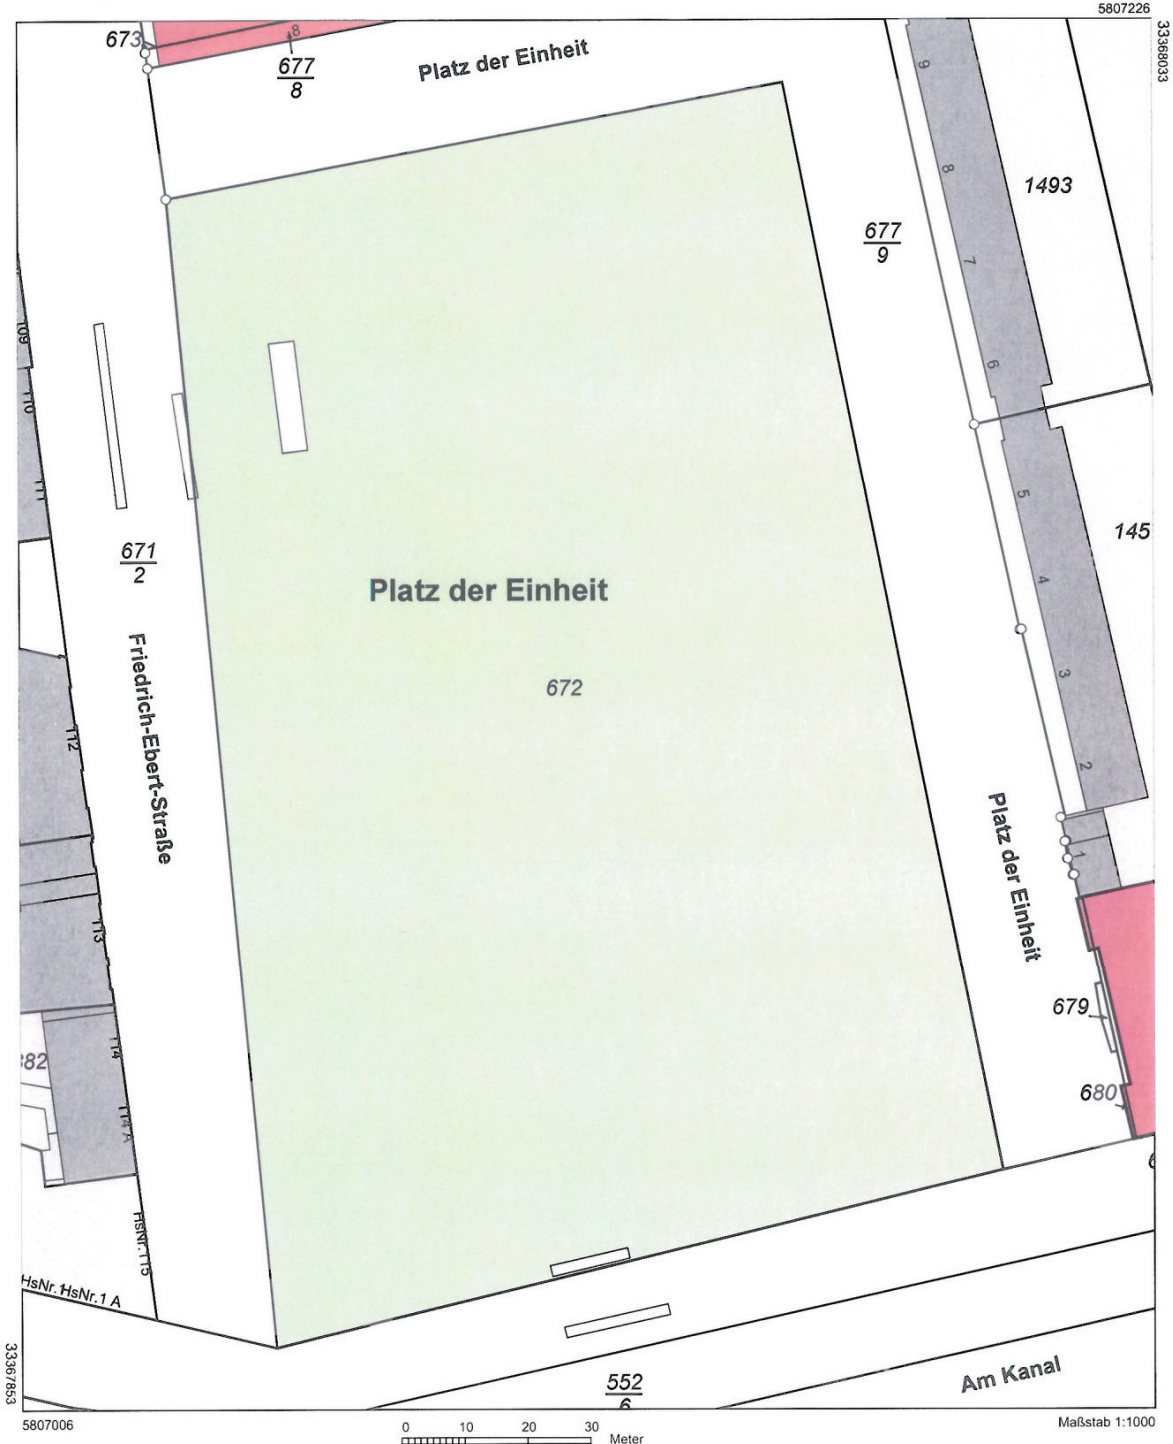 5807226
33368033
673
8
677
8
Platz der Einheit
9
8
1493
677
9
7
6
109
110
111
671
2
5
145
4
Platz der Einheit
672
3
Friedrich-Ebert-Straße
112
2
Platz der Einheit
1
113
679
114
382
680
114 A
HsNr.115
HsNr.1
HsNr.1 A
33367853
552
6
Am Kanal
5807006
0 10 20 30
Meter
Maßstab 1:1000